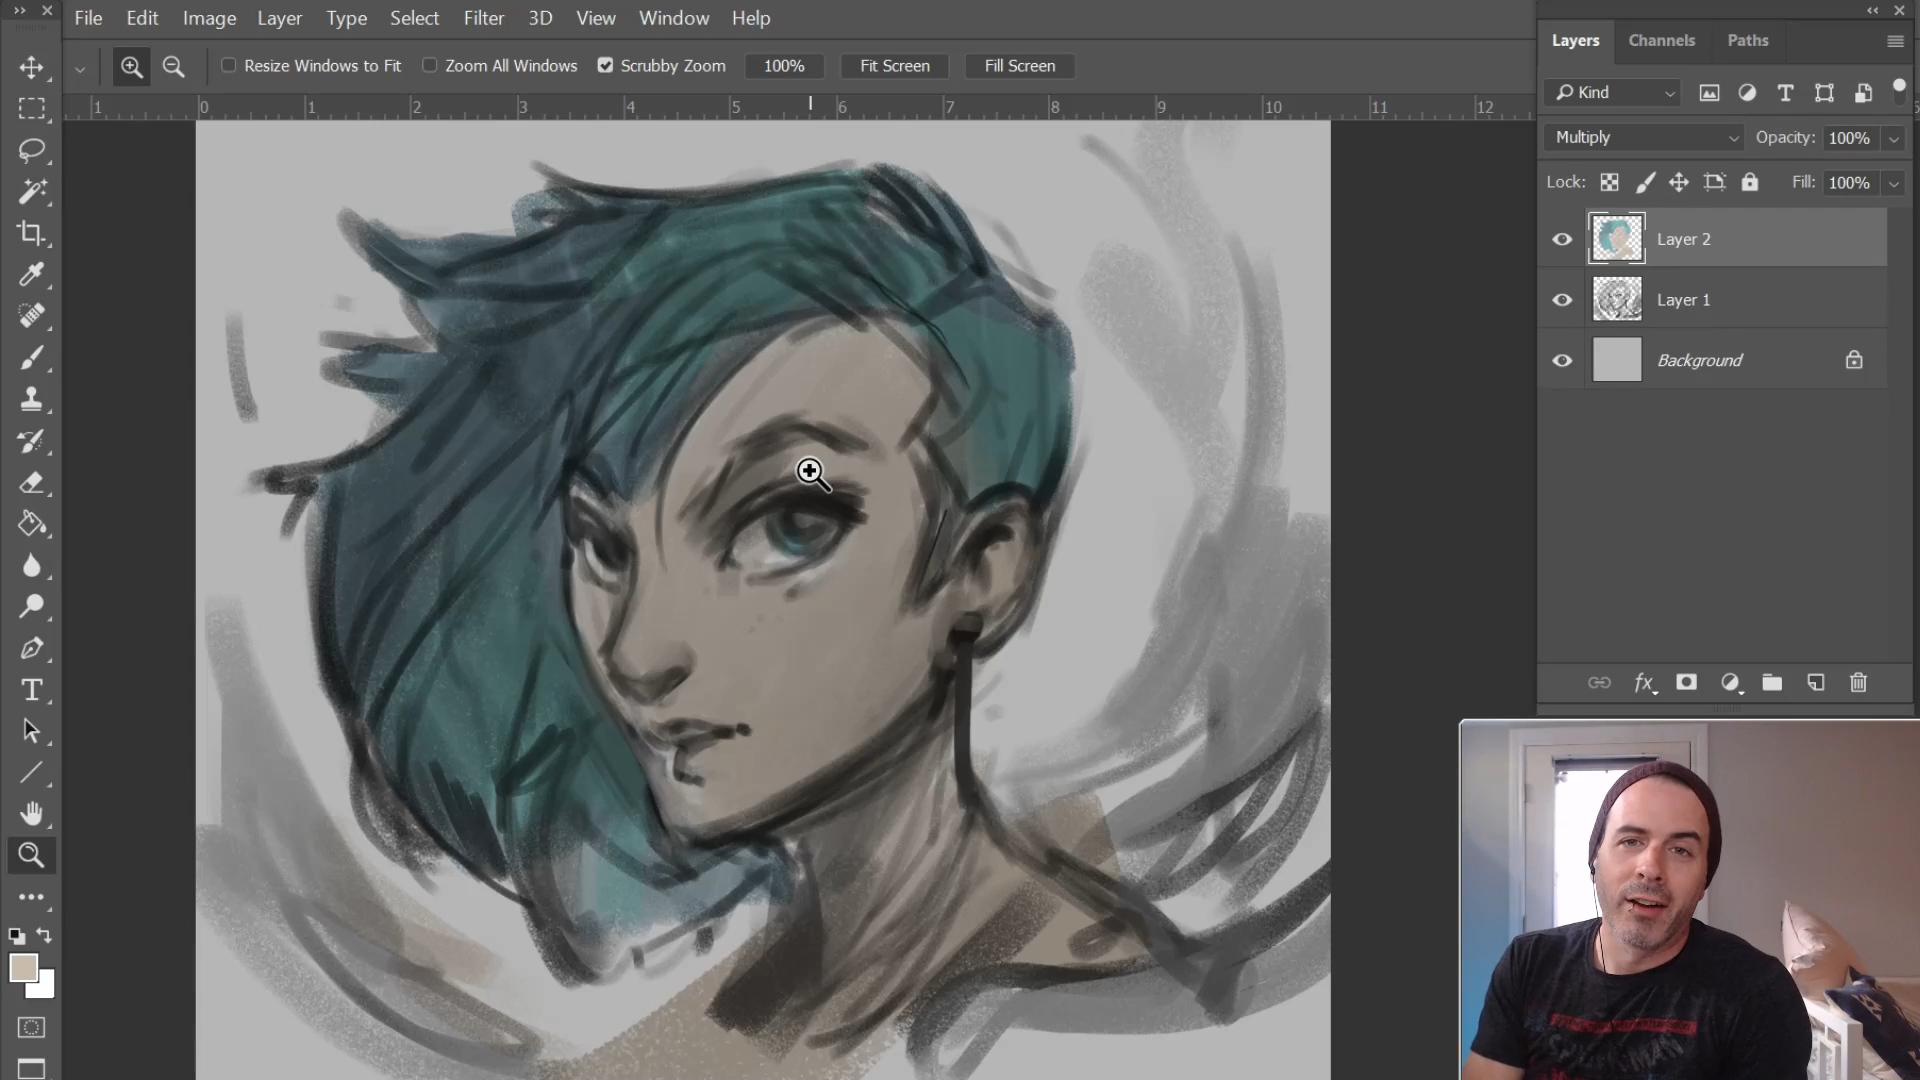 File Edit Image Layer Type Select Filter 3D View Window Help
Resize Windows to Fit Zoom All Windows Scrubby Zoom 100% Fit Screen Fill Screen
1 0 1 2 3 4 5 6 7 8 9 10 11 12
Layers Channels Paths
Kind
Multiply Opacity: 100%
Lock: Fill: 100%
Layer 2
Layer 1
Background